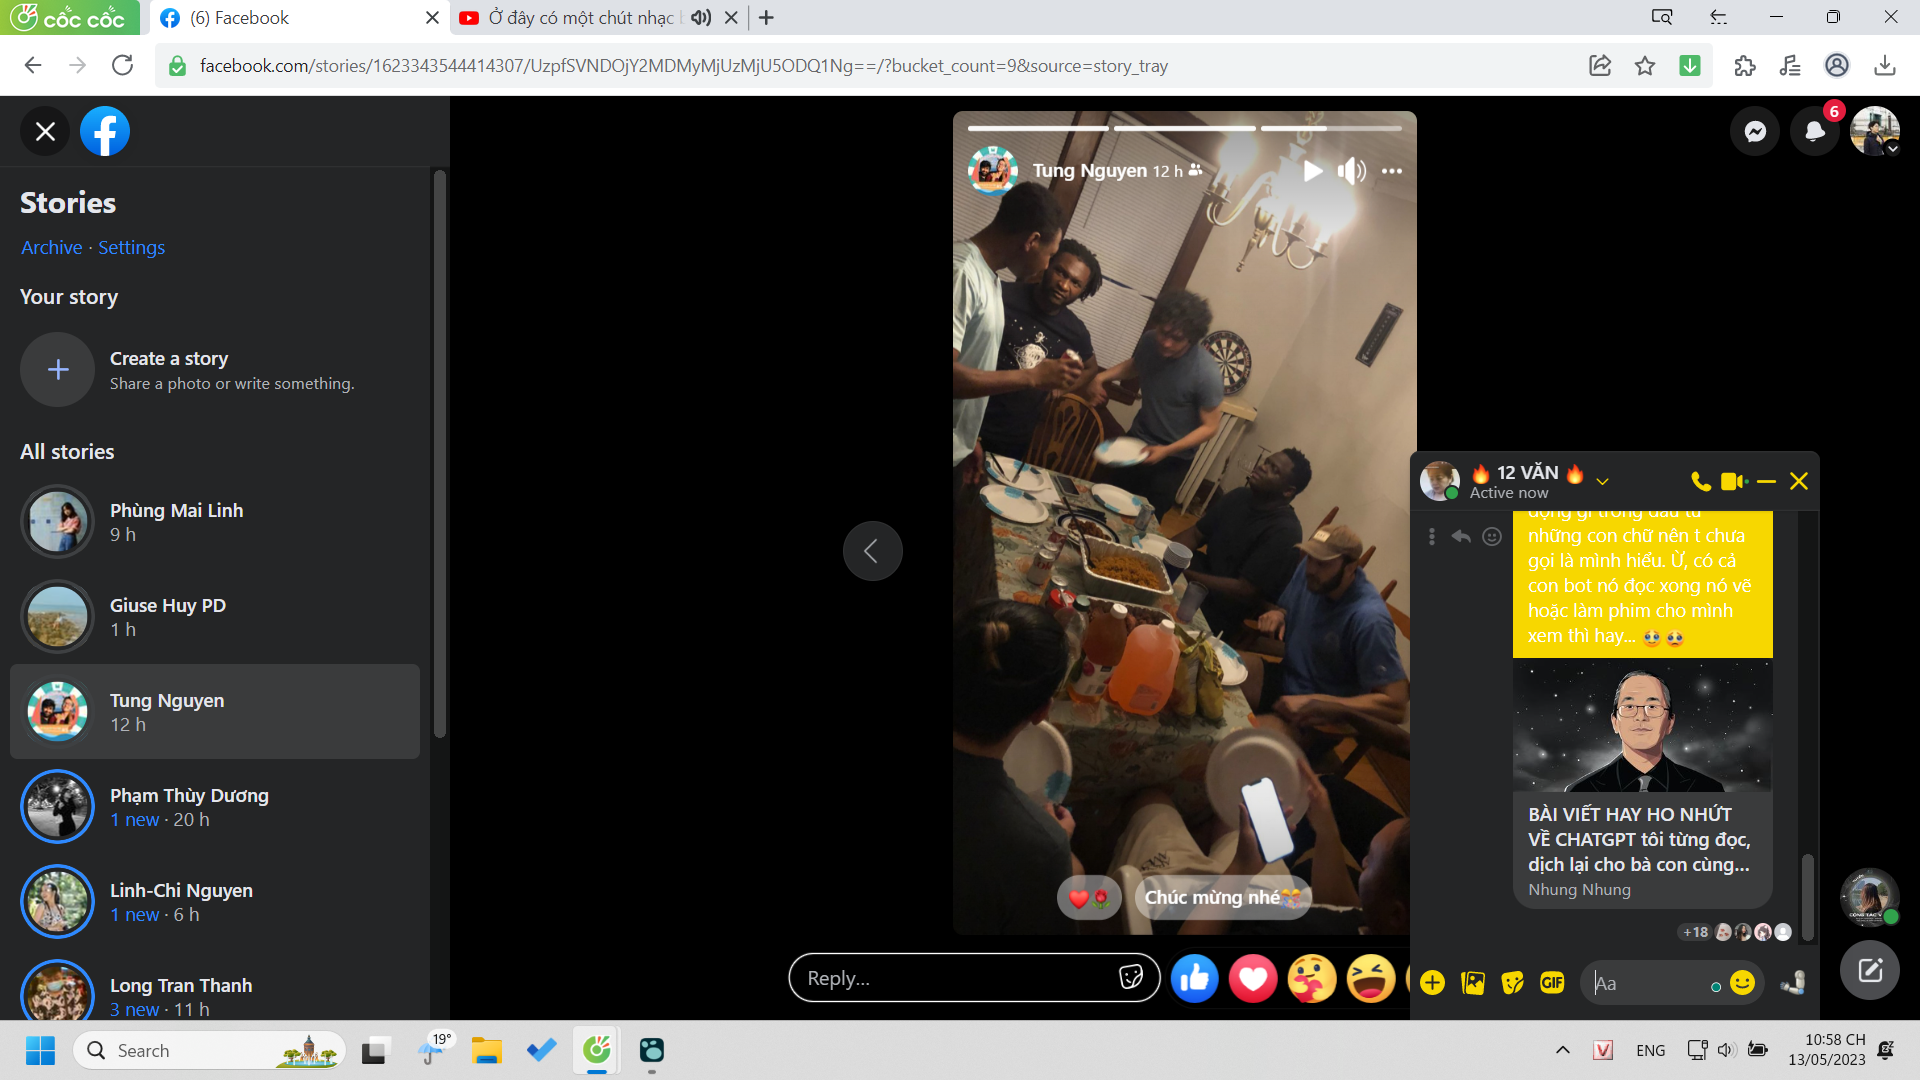 cốc cốc
(6) Facebook
Ở đây có một chút nhạc
facebook.com/stories/1623343544414307/UzpfSVNDOjY2MDMyMjUzMjU5ODQ1Ng==/?bucket_count=9&source=story_tray
Stories
Archive · Settings
Your story
Create a story
Share a photo or write something.
All stories
Phùng Mai Linh
9 h
Giuse Huy PD
1 h
Tung Nguyen
12 h
Phạm Thùy Dương
1 new · 20 h
Linh-Chi Nguyen
1 new · 6 h
Long Tran Thanh
3 new · 11 h
Tung Nguyen 12 h
❤️🌹
Chúc mừng nhé🎊
Reply...
6
🔥 12 VĂN 🔥
Active now
động gì trong đầu từ
những con chữ nên t chưa
gọi là mình hiểu. Ừ, có cả
con bot nó đọc xong nó vẽ
hoặc làm phim cho mình
xem thì hay... 🥹🥹
BÀI VIẾT HAY HO NHỨT
VỀ CHATGPT tôi từng đọc,
dịch lại cho bà con cùng...
Nhung Nhung
+18
GIF
Aa
Search
19°
V
ENG
10:58 CH
13/05/2023